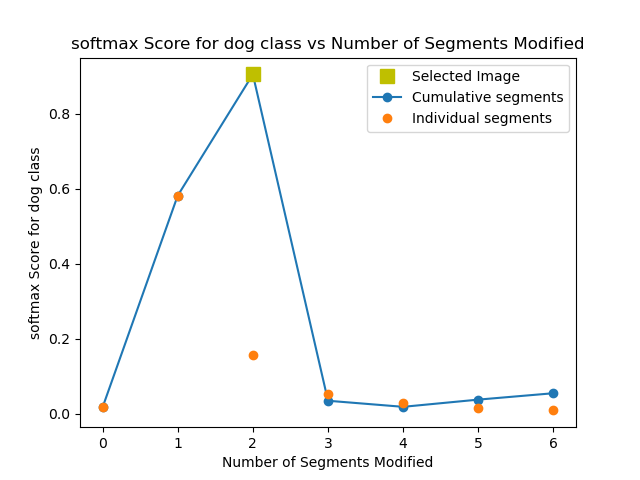 softmax Score for dog class vs Number of Segments Modified
Selected Image
Cumulative segments
Individual segments
softmax Score for dog class
0.8
0.6
0.4
0.2
0.0
0 1 2 3 4 5 6
Number of Segments Modified